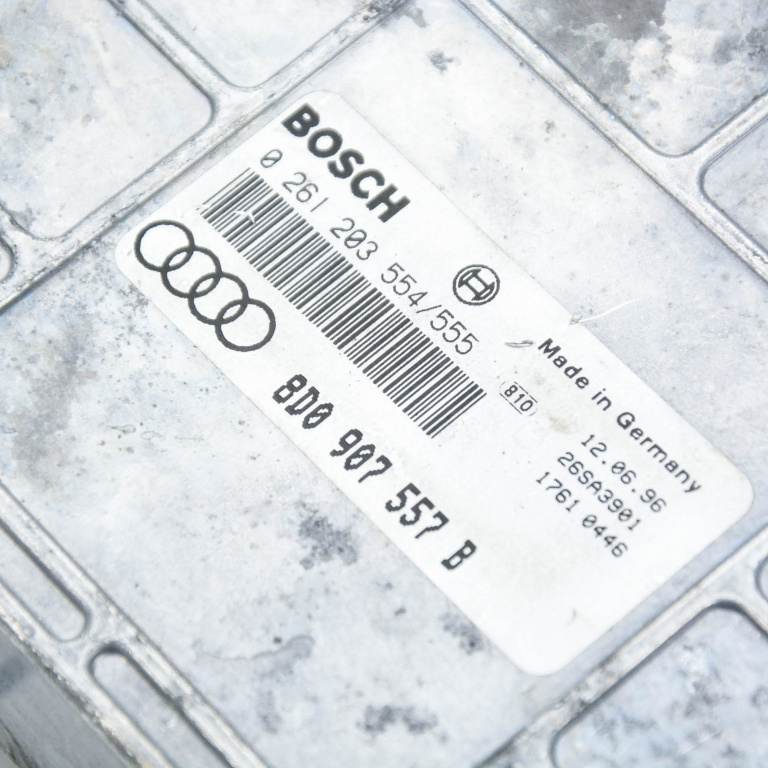 BOSCH
0 261 203 554/555
8D0 907 557 B
Made in Germany
810
12.06.96
26SA3901
1761 0446